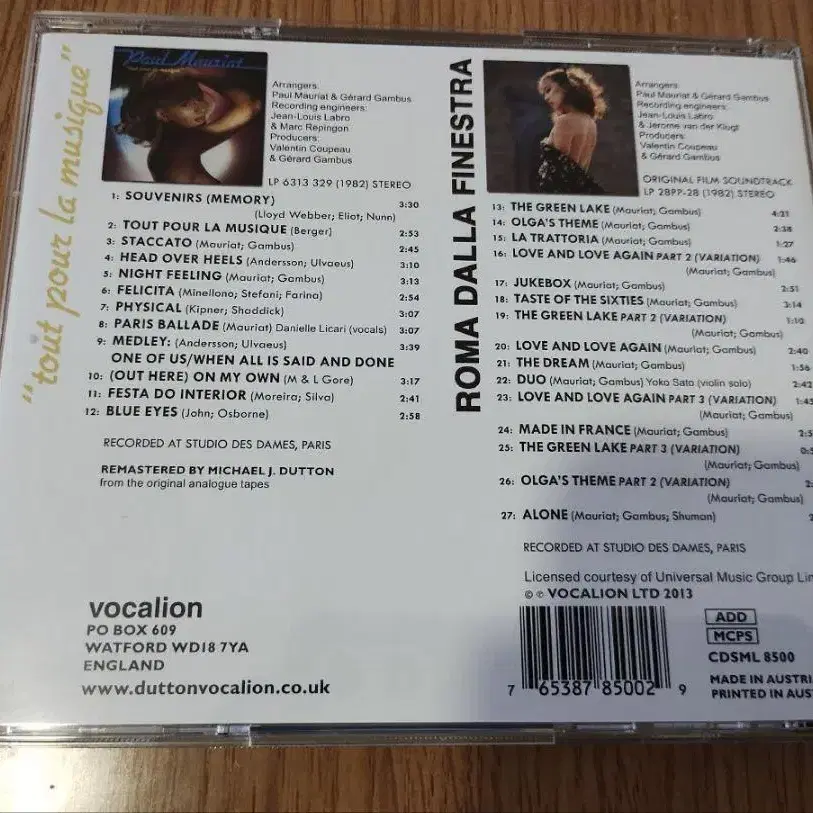 "tout pour la musique"
Paul Mauriat
Arrangers:
Paul Mauriat & Gérard Gambus
Recording engineers:
Jean-Louis Labro
& Marc Repingon
Producers:
Valentin Coupeau
& Gérard Gambus
LP 6313 329 (1982) STEREO
1: SOUVENIRS (MEMORY) 3:30
(Lloyd Webber; Eliot; Nunn)
2: TOUT POUR LA MUSIQUE (Berger) 2:53
3: STACCATO (Mauriat; Gambus) 2:45
4: HEAD OVER HEELS (Andersson; Ulvaeus) 3:10
5: NIGHT FEELING (Mauriat; Gambus) 3:13
6: FELICITA (Minellono; Stefani; Farina) 2:54
7: PHYSICAL (Kipner; Shaddick) 3:07
8: PARIS BALLADE (Mauriat) Danielle Licari (vocals) 3:07
9: MEDLEY: (Andersson; Ulvaeus) 3:39
ONE OF US/WHEN ALL IS SAID AND DONE
10: (OUT HERE) ON MY OWN (M & L Gore) 3:17
11: FESTA DO INTERIOR (Moreira; Silva) 2:41
12: BLUE EYES (John; Osborne) 2:58
RECORDED AT STUDIO DES DAMES, PARIS
REMASTERED BY MICHAEL J. DUTTON
from the original analogue tapes
vocalion
PO BOX 609
WATFORD WD18 7YA
ENGLAND
www.duttonvocalion.co.uk
ROMA DALLA FINESTRA
Arrangers:
Paul Mauriat & Gérard Gambus
Recording engineers:
Jean-Louis Labro
& Jerome van der Klugt
Producers:
Valentin Coupeau
& Gérard Gambus
ORIGINAL FILM SOUNDTRACK
LP 28PP-28 (1982) STEREO
13: THE GREEN LAKE (Mauriat; Gambus) 4:21
14: OLGA'S THEME (Mauriat; Gambus) 2:38
15: LA TRATTORIA (Mauriat; Gambus) 1:27
16: LOVE AND LOVE AGAIN PART 2 (VARIATION) 1:46
(Mauriat; Gambus)
17: JUKEBOX (Mauriat; Gambus) 2:51
18: TASTE OF THE SIXTIES (Mauriat; Gambus) 3:14
19: THE GREEN LAKE PART 2 (VARIATION) 1:10
(Mauriat; Gambus)
20: LOVE AND LOVE AGAIN (Mauriat; Gambus) 2:40
21: THE DREAM (Mauriat; Gambus) 1:56
22: DUO (Mauriat; Gambus) Yoko Sato (violin solo) 2:42
23: LOVE AND LOVE AGAIN PART 3 (VARIATION) 1:45
(Mauriat; Gambus)
24: MADE IN FRANCE (Mauriat; Gambus) 2:5
25: THE GREEN LAKE PART 3 (VARIATION) 0:5
(Mauriat; Gambus)
26: OLGA'S THEME PART 2 (VARIATION) 2:
(Mauriat; Gambus)
27: ALONE (Mauriat; Gambus; Shuman)
RECORDED AT STUDIO DES DAMES, PARIS
Licensed courtesy of Universal Music Group Lim
© ℗ VOCALION LTD 2013
7 65387 85002 9
ADD
MCPS
CDSML 8500
MADE IN AUSTRI
PRINTED IN AUS